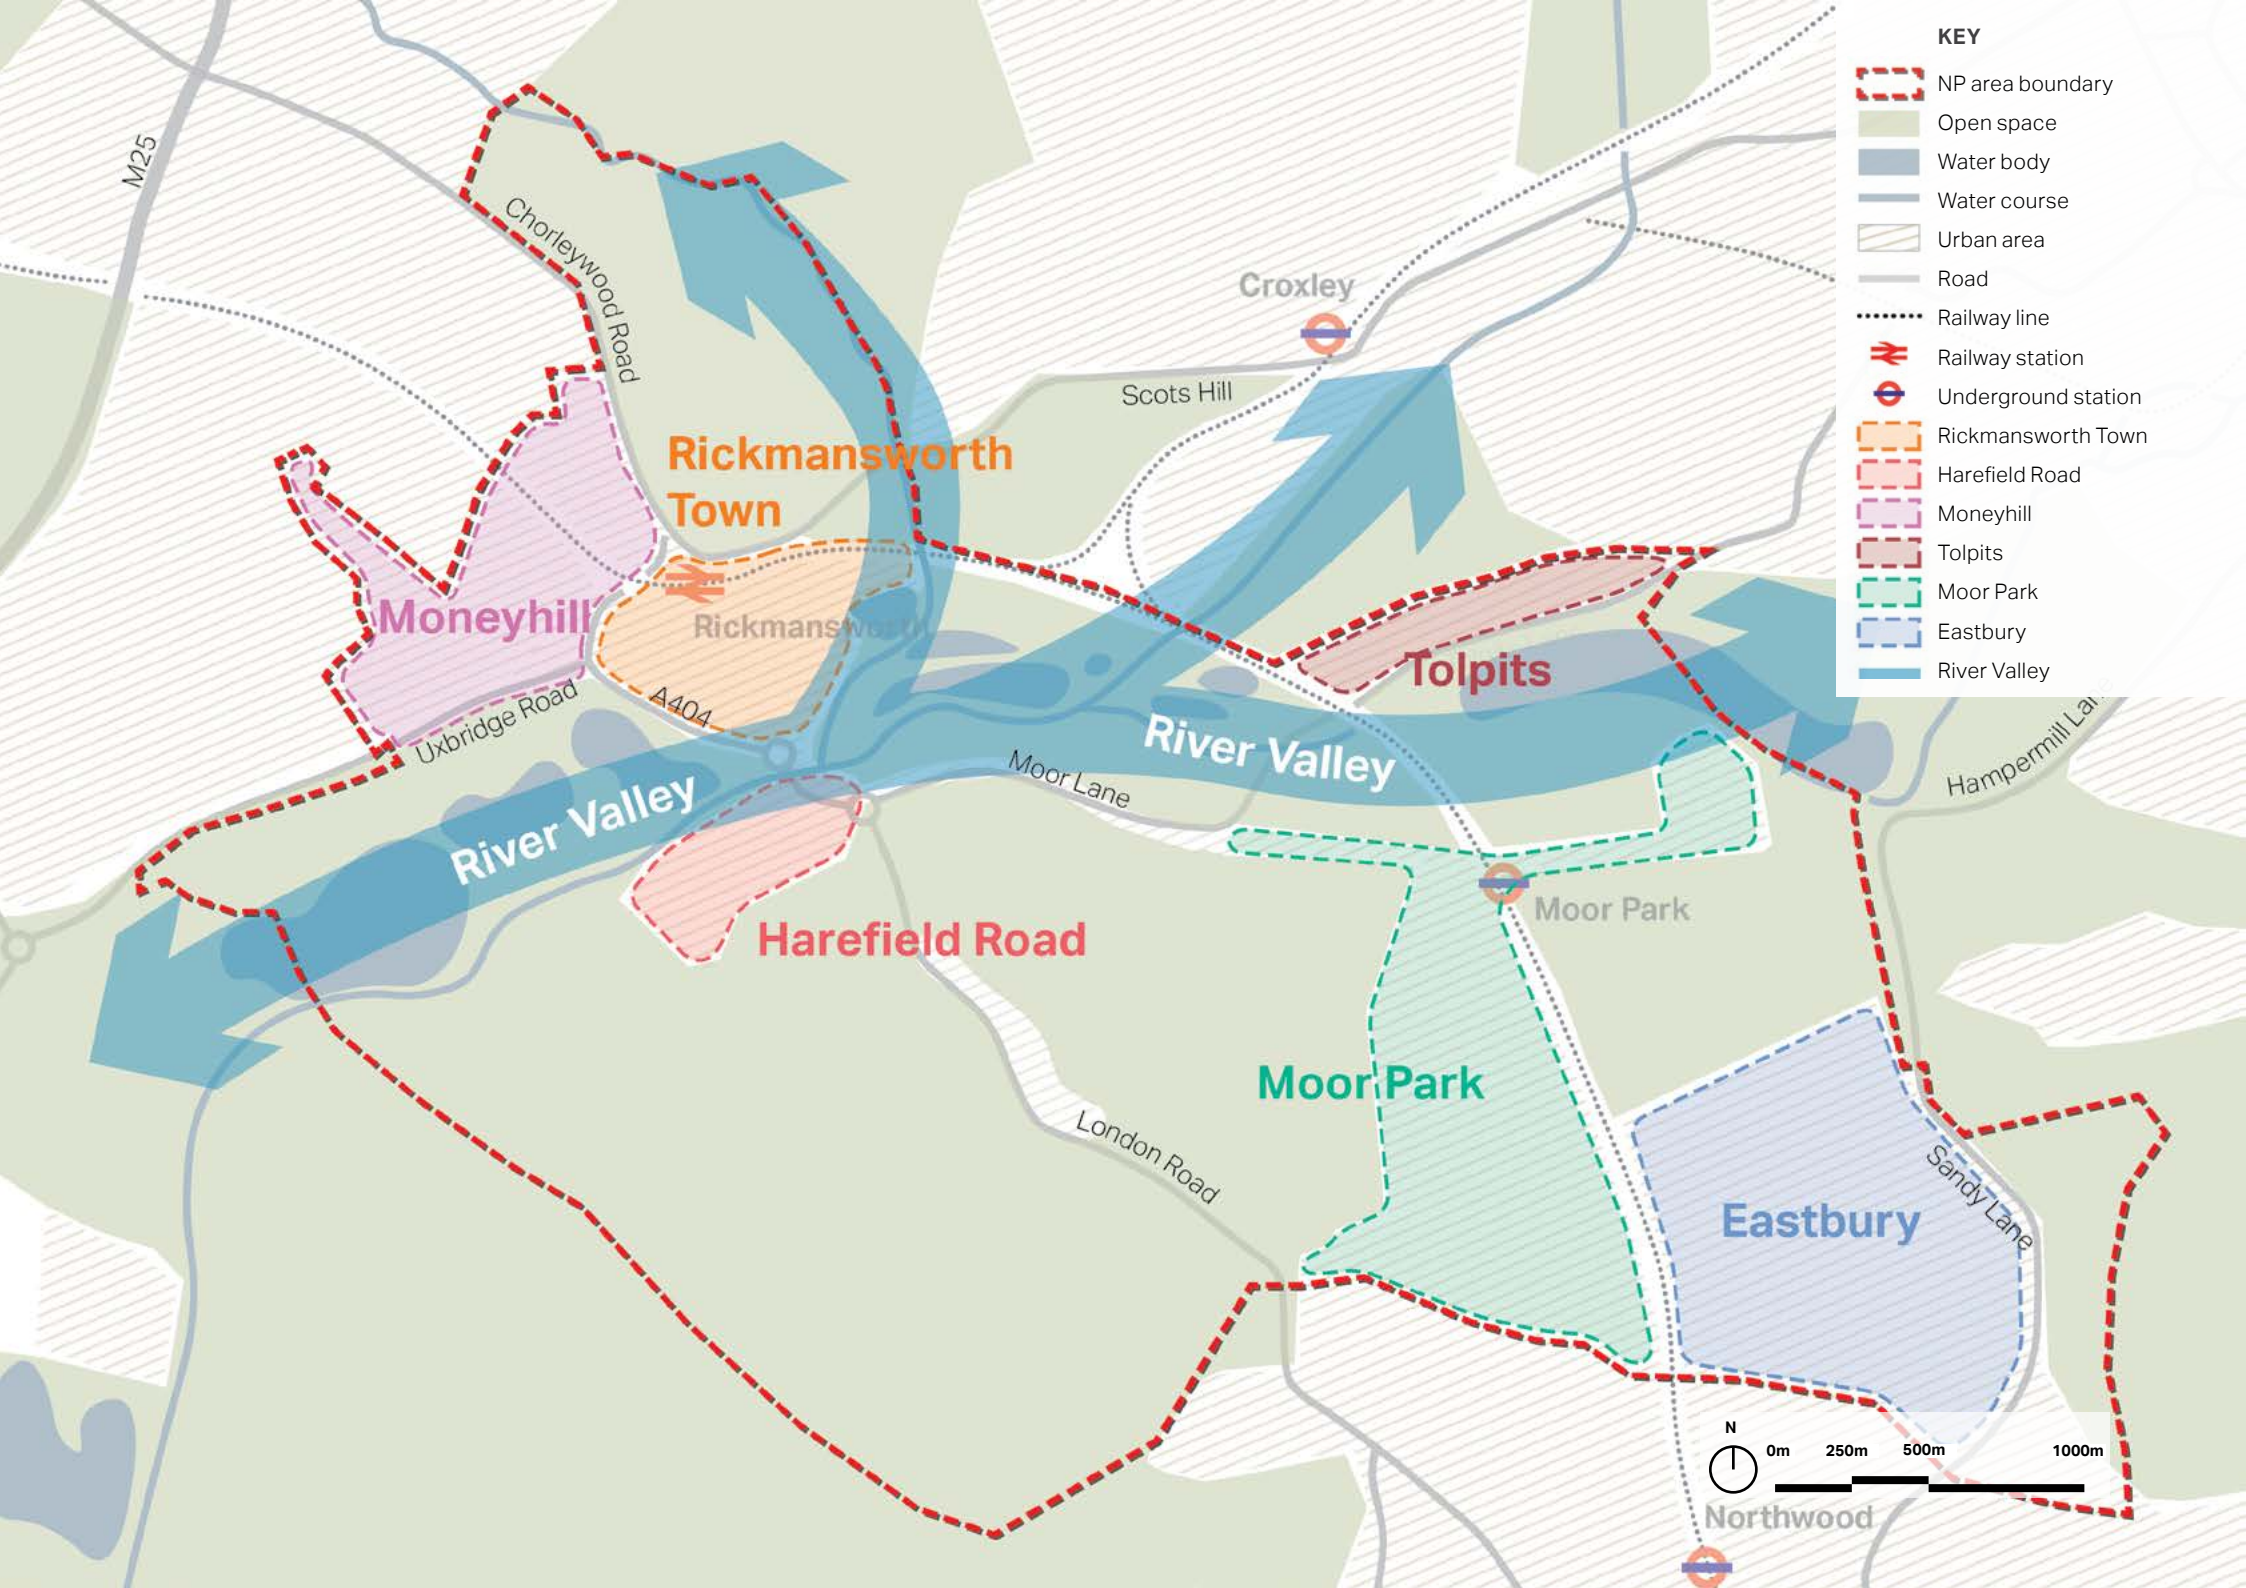 KEY
NP area boundary
Open space
Water body
Water course
Urban area
Road
Railway line
Railway station
Underground station
Rickmansworth Town
Harefield Road
Moneyhill
Tolpits
Moor Park
Eastbury
River Valley
M25
Chorleywood Road
Croxley
Scots Hill
Rickmansworth
Town
Moneyhill
Rickmansworth
Tolpits
Uxbridge Road
A404
River Valley
Moor Lane
River Valley
Hampermill Lane
Harefield Road
Moor Park
Moor Park
London Road
Sandy Lane
Eastbury
N
0m
250m
500m
1000m
Northwood